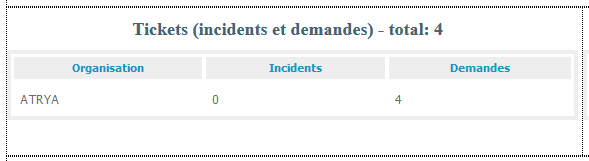 Tickets (incidents et demandes) - total: 4
Organisation Incidents Demandes
ATRYA 0 4